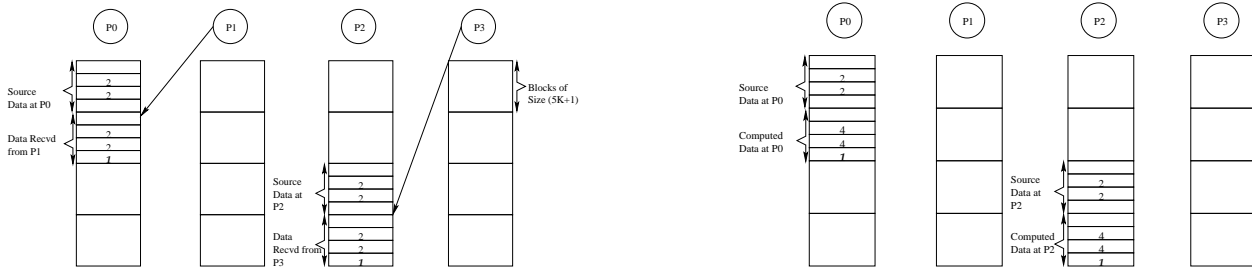 P0
P1
P2
P3
Source
Data at P0
2
2
Data Recvd
from P1
2
2
1
Source
Data at
P2
2
2
Data
Recvd from
P3
2
2
1
Blocks of
Size (5K+1)
P0
P1
P2
P3
Source
Data at P0
2
2
Computed
Data at P0
4
4
1
Source
Data at
P2
2
2
Computed
Data at P2
4
4
1